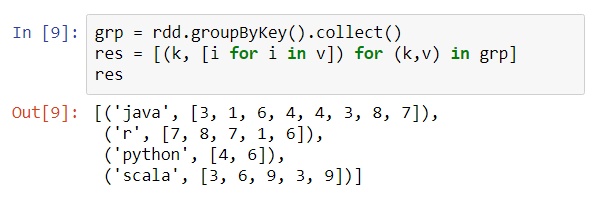 In [9]: grp = rdd.groupByKey().collect()
res = [(k, [i for i in v]) for (k,v) in grp]
res
Out[9]: [('java', [3, 1, 6, 4, 4, 3, 8, 7]),
('r', [7, 8, 7, 1, 6]),
('python', [4, 6]),
('scala', [3, 6, 9, 3, 9])]